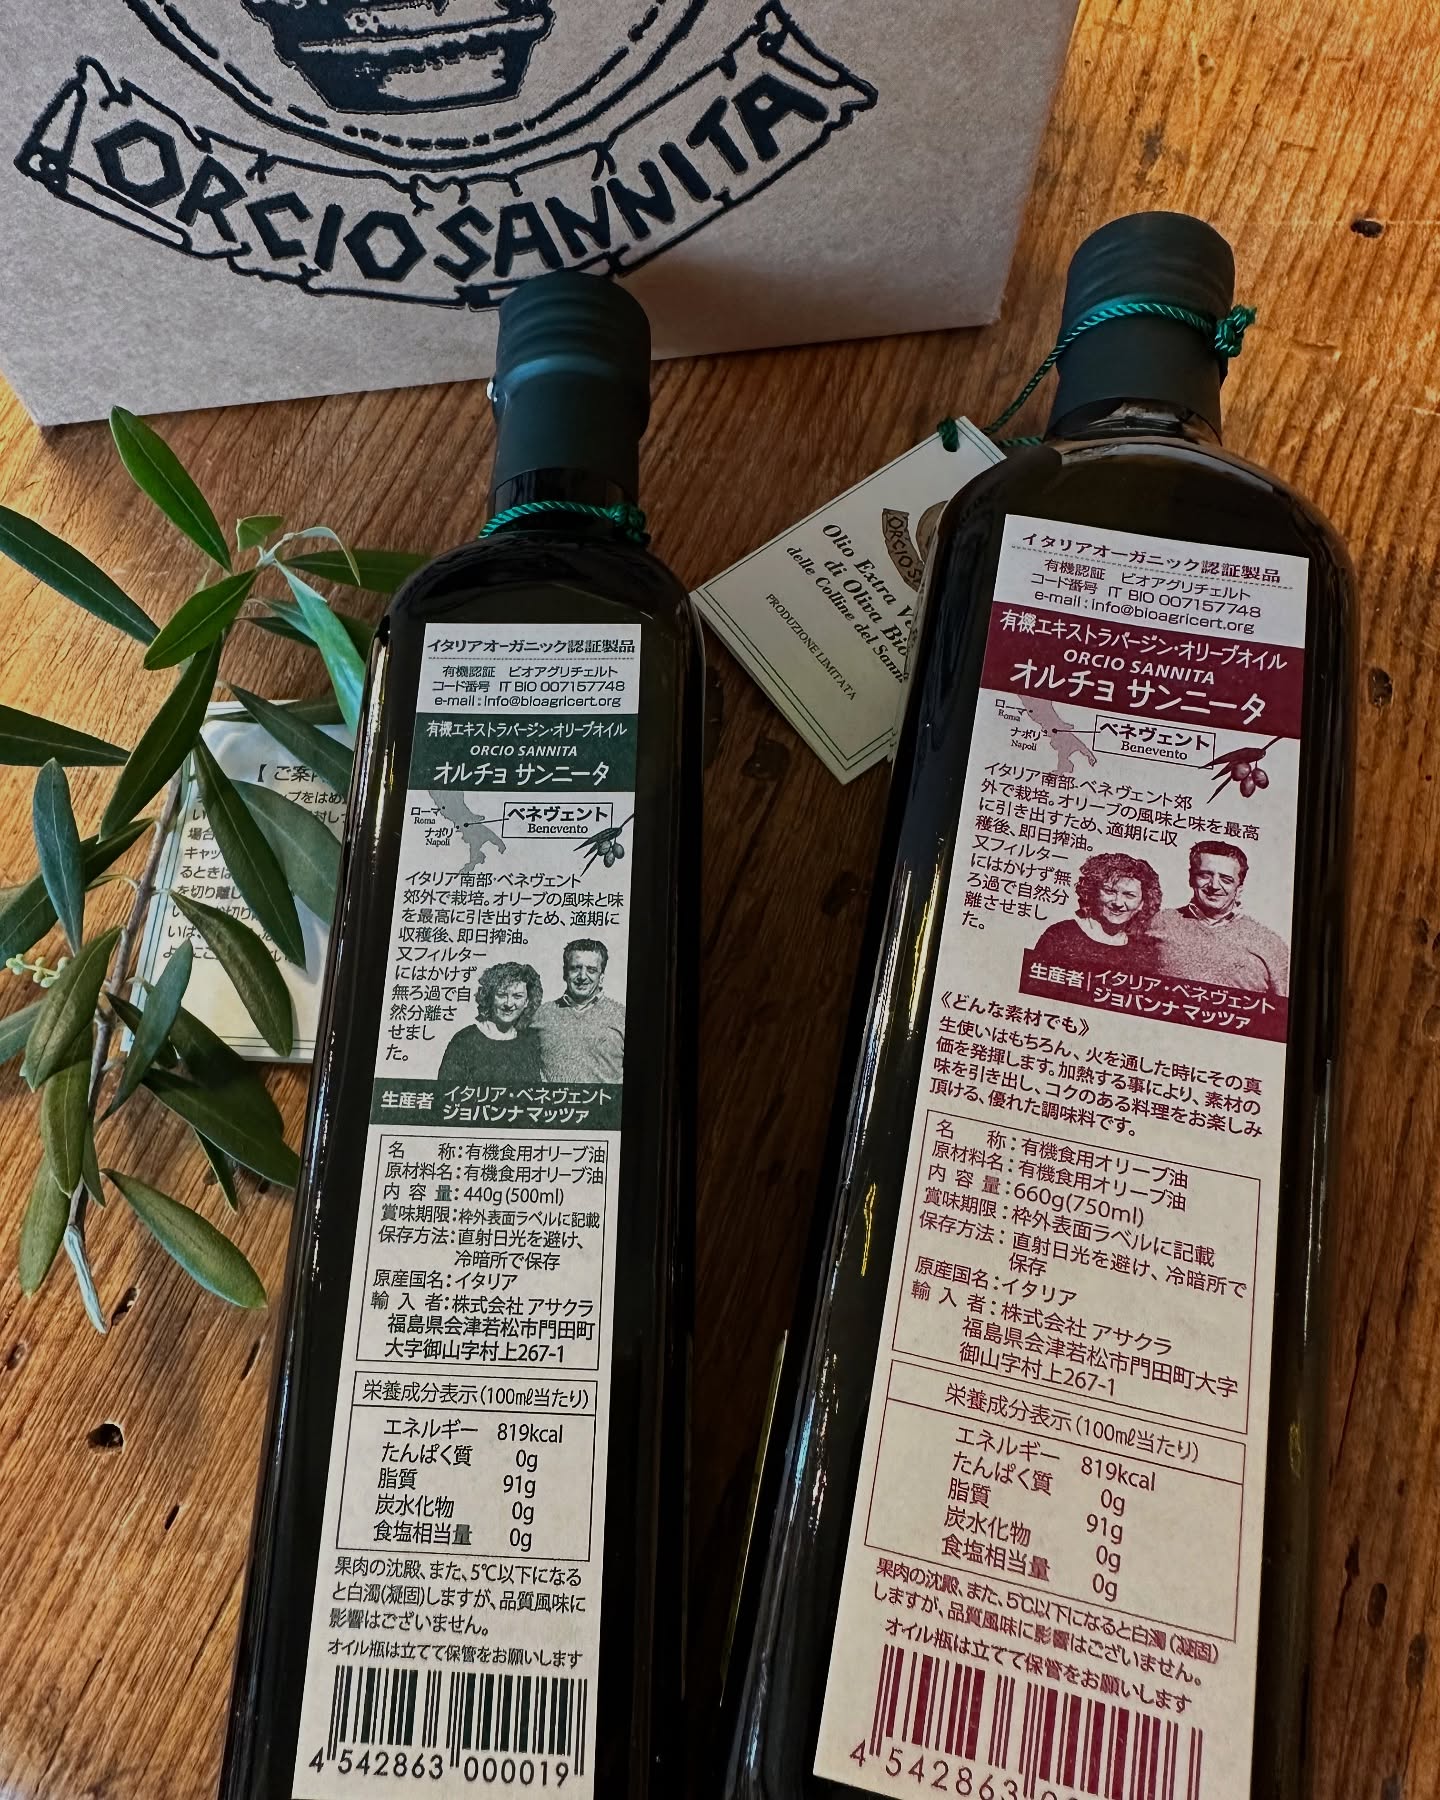 ORCIO SANNITA
イタリアオーガニック認証製品
有機認証 ビオアグリチェルト
コード番号 IT BIO 007157748
e-mail : info@bioagricert.org
有機エキストラバージン・オリーブオイル
ORCIO SANNITA
オルチョ サンニータ
ローマ
Roma
ナポリ
Napoli
ベネヴェント
Benevento
イタリア南部・ベネヴェント
郊外で栽培。オリーブの風味と味
を最高に引き出すため、適期に
収穫後、即日搾油。
又フィルター
にはかけず
無ろ過で自
然分離さ
せまし
た。
生産者 イタリア・ベネヴェント
ジョバンナ マッツァ
名 称:有機食用オリーブ油
原材料名:有機食用オリーブ油
内 容 量:440g(500ml)
賞味期限:枠外表面ラベルに記載
保存方法:直射日光を避け、
冷暗所で保存
原産国名:イタリア
輸 入 者:株式会社 アサクラ
福島県会津若松市門田町
大字御山字村上267-1
栄養成分表示(100㎖当たり)
エネルギー 819kcal
たんぱく質 0g
脂質 91g
炭水化物 0g
食塩相当量 0g
果肉の沈殿、また、5℃以下になる
と白濁(凝固)しますが、品質風味に
影響はございません。
オイル瓶は立てて保管をお願いします
4 542863 000019
Olio Extra
di Oliva Bio
delle Colline del
PRODUZIONE LIMITATA
イタリアオーガニック認証製品
有機認証 ビオアグリチェルト
コード番号 IT BIO 007157748
e-mail : info@bioagricert.org
有機エキストラバージン・オリーブオイル
ORCIO SANNITA
オルチョ サンニータ
ローマ
Roma
ナポリ
Napoli
ベネヴェント
Benevento
イタリア南部・ベネヴェント郊
外で栽培。オリーブの風味と味を最高
に引き出すため、適期に収
穫後、即日搾油。
又フィルター
にはかけず無
ろ過で自然分
離させまし
た。
生産者 イタリア・ベネヴェント
ジョバンナ マッツァ
《どんな素材でも》
生使いはもちろん、火を通した時にその真
価を発揮します。加熱する事により、素材の
味を引き出し、コクのある料理をお楽しみ
頂ける、優れた調味料です。
名 称:有機食用オリーブ油
原材料名:有機食用オリーブ油
内 容 量:660g(750ml)
賞味期限:枠外表面ラベルに記載
保存方法:直射日光を避け、冷暗所で
保存
原産国名:イタリア
輸 入 者:株式会社 アサクラ
福島県会津若松市門田町大字
御山字村上267-1
栄養成分表示(100㎖当たり)
エネルギー 819kcal
たんぱく質 0g
脂質 91g
炭水化物 0g
食塩相当量 0g
果肉の沈殿、また、5℃以下になると白濁(凝固)
しますが、品質風味に影響はございません。
オイル瓶は立てて保管をお願いします
4 542863